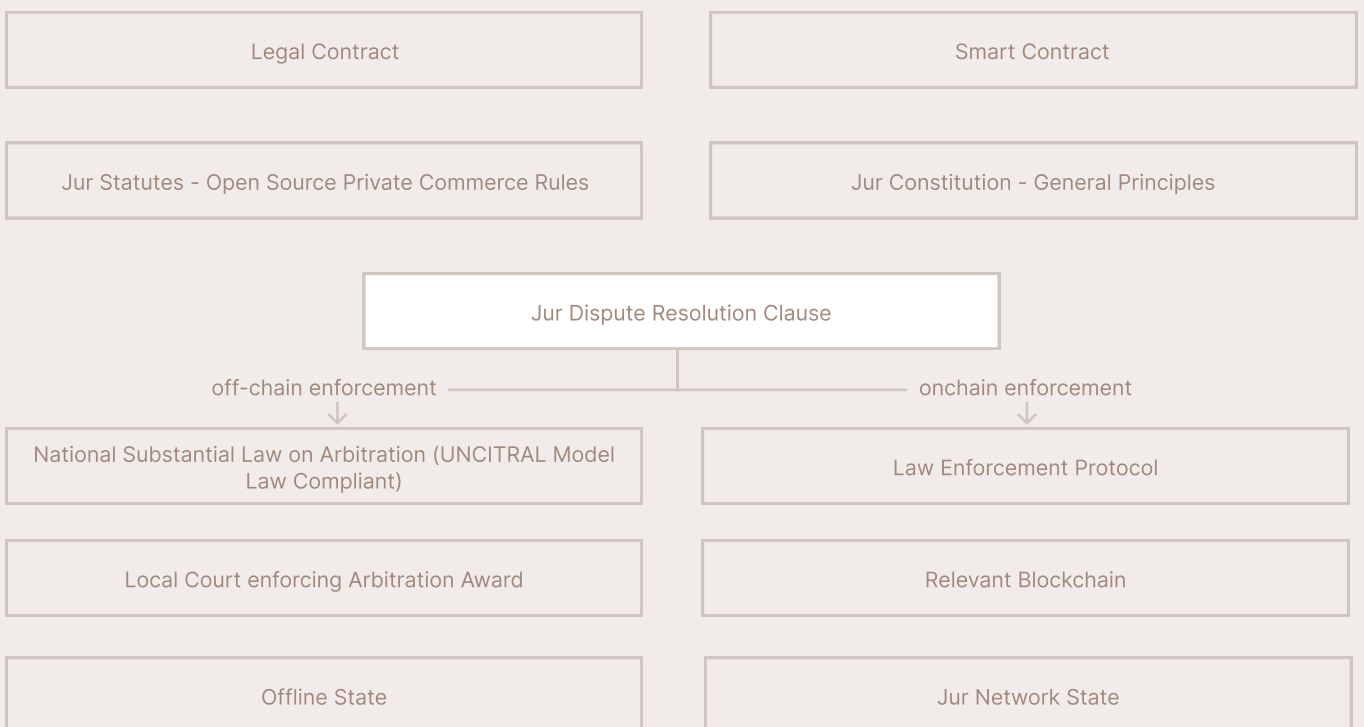 Legal Contract
Smart Contract
Jur Statutes - Open Source Private Commerce Rules
Jur Constitution - General Principles
Jur Dispute Resolution Clause
off-chain enforcement
onchain enforcement
National Substantial Law on Arbitration (UNCITRAL Model
Law Compliant)
Law Enforcement Protocol
Local Court enforcing Arbitration Award
Relevant Blockchain
Offline State
Jur Network State